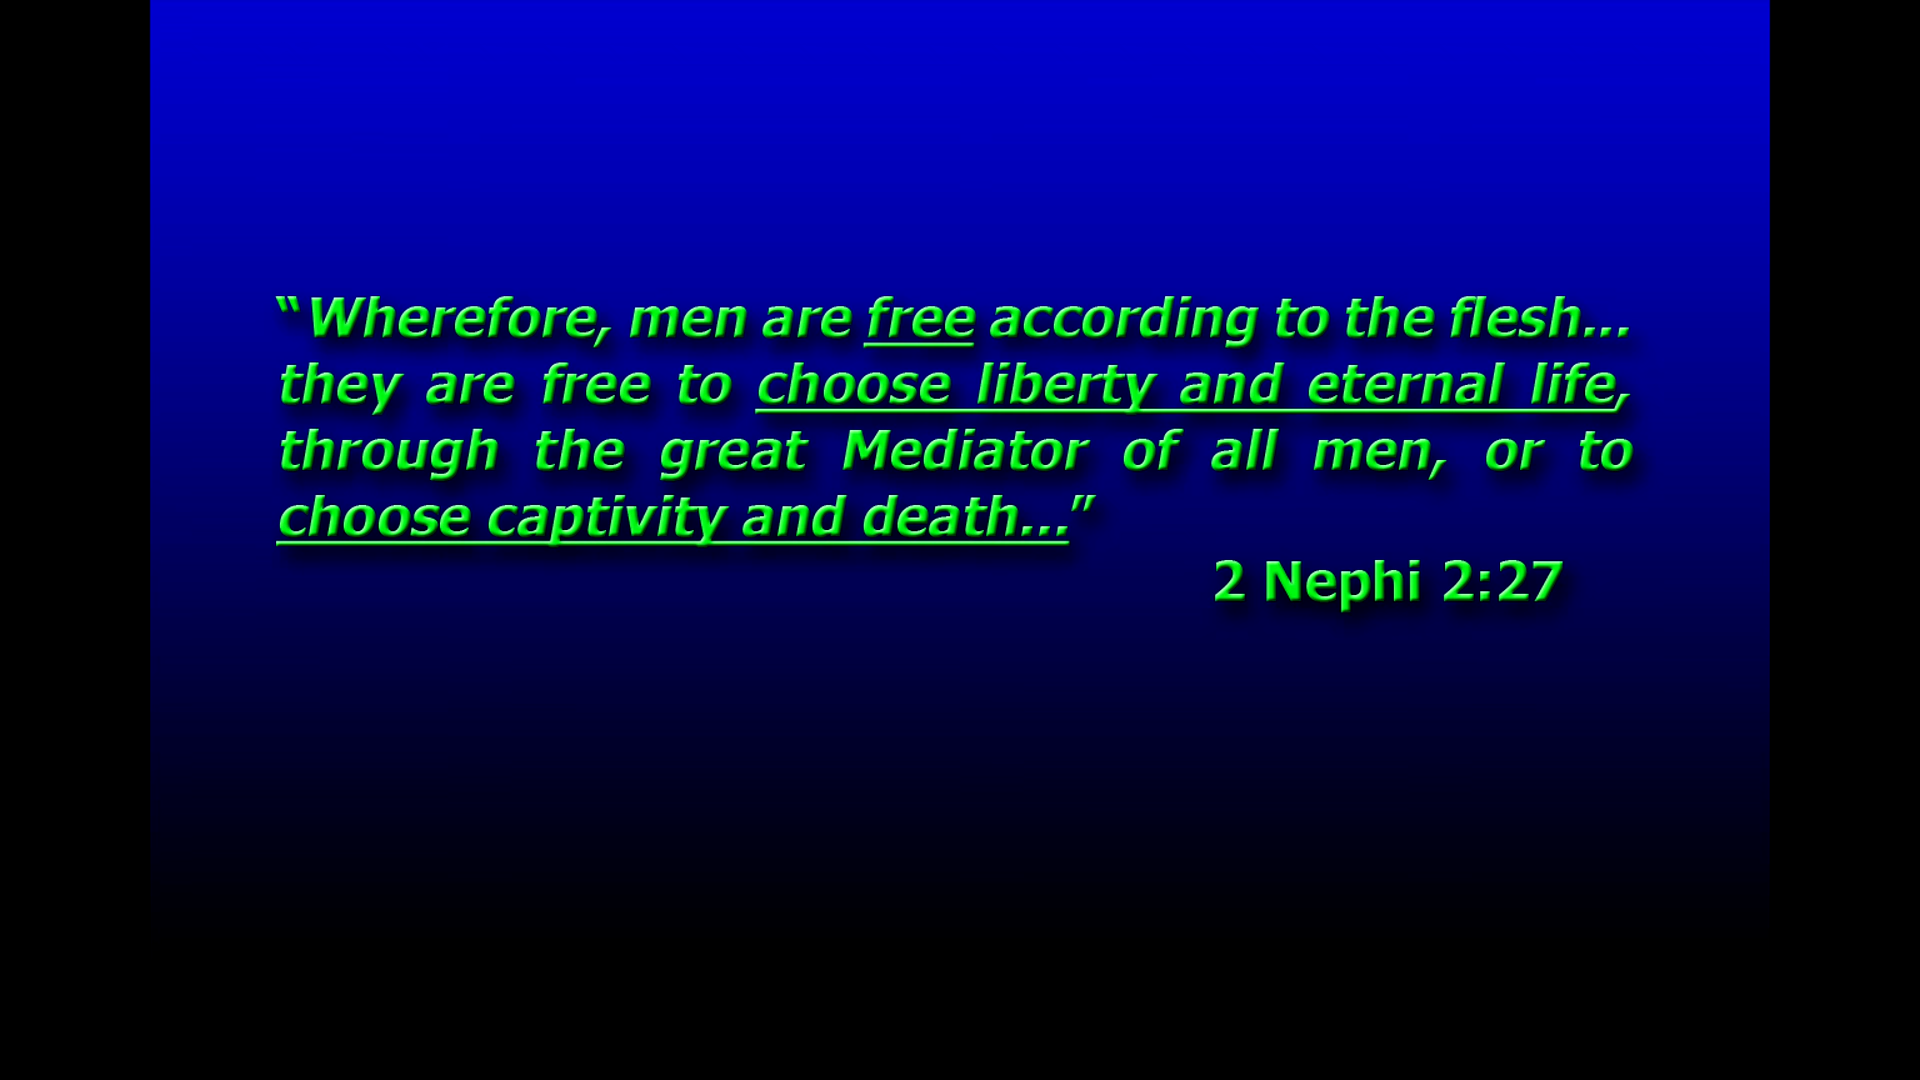 “Wherefore, men are free according to the flesh...
they are free to choose liberty and eternal life,
through the great Mediator of all men, or to
choose captivity and death...”
2 Nephi 2:27